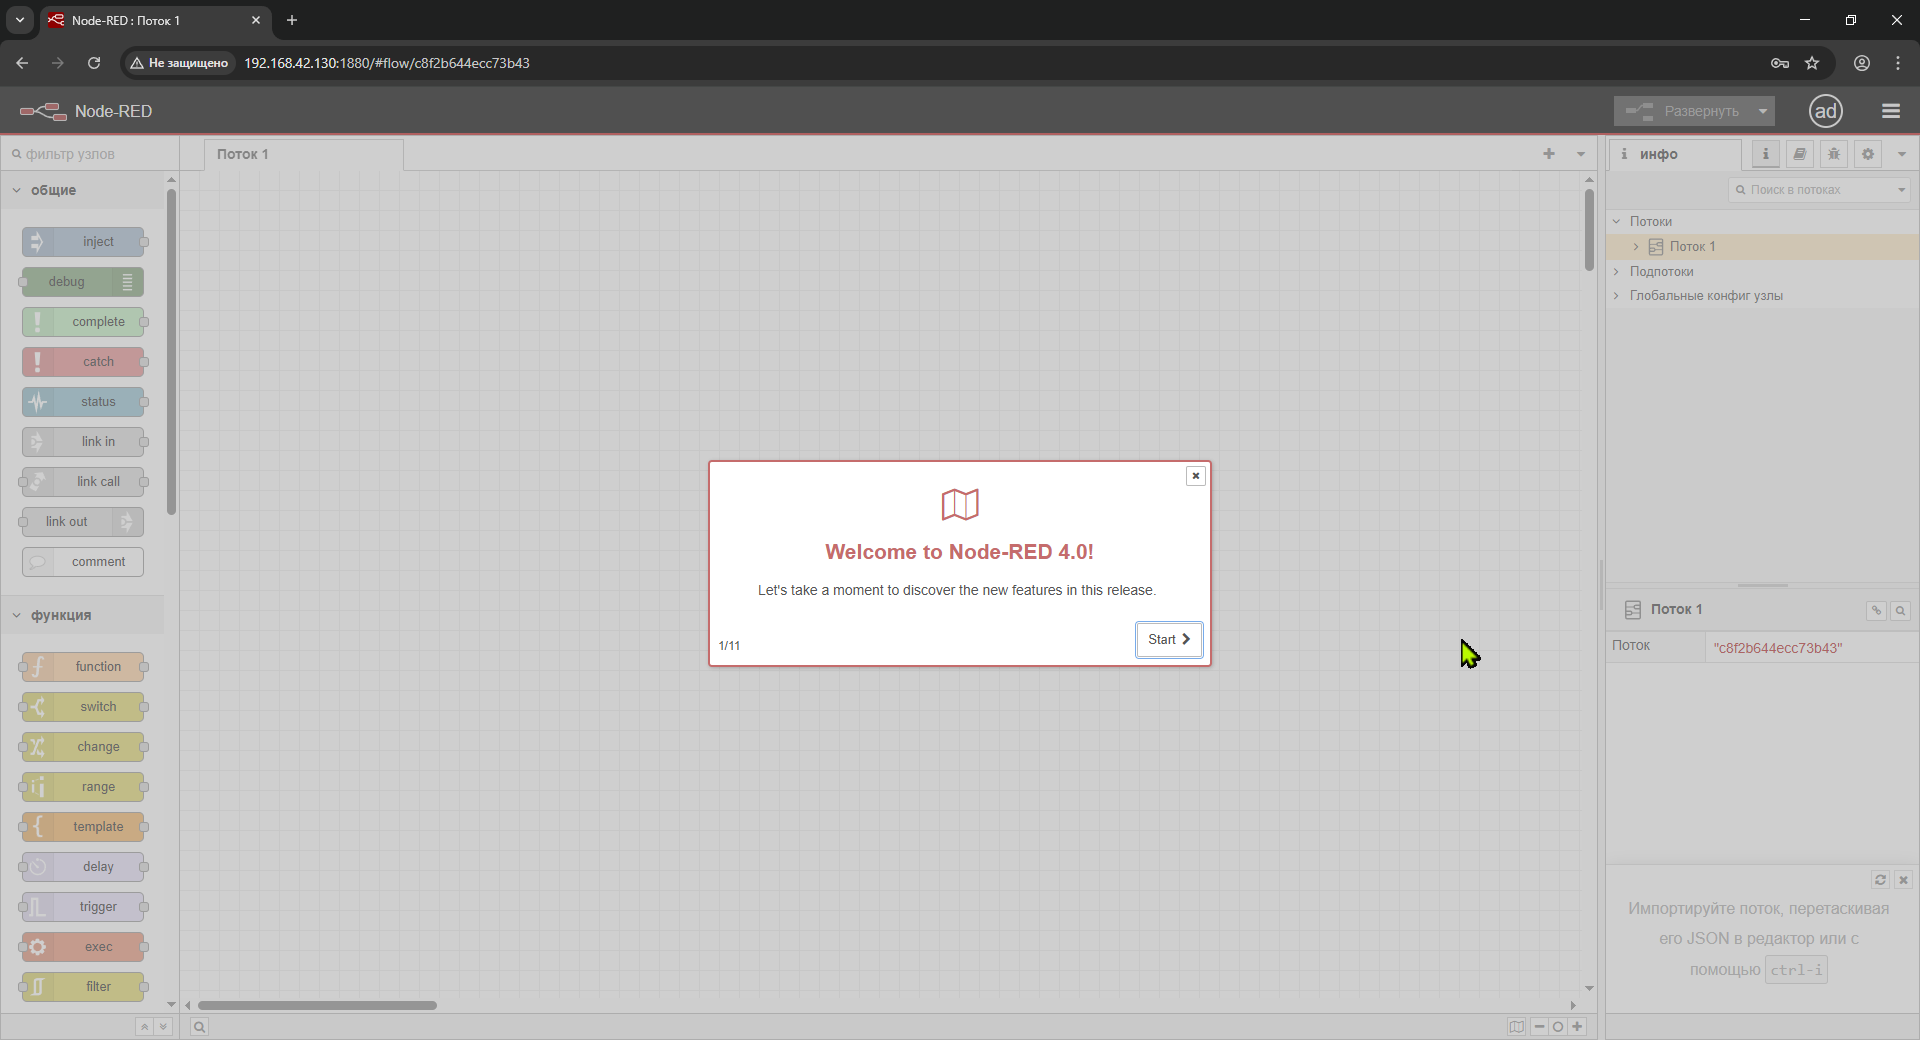 Node-RED : Поток 1
Не защищено
192.168.42.130:1880/#flow/c8f2b644ecc73b43
Node-RED
Развернуть
ad
фильтр узлов
Поток 1
инфо
общие
Поиск в потоках
inject
debug
complete
catch
status
link in
link call
link out
comment
функция
function
switch
change
range
template
delay
trigger
exec
filter
Welcome to Node-RED 4.0!
Let's take a moment to discover the new features in this release.
1/11
Start
Потоки
Поток 1
Подпотоки
Глобальные конфиг узлы
Поток 1
Поток
"c8f2b644ecc73b43"
Импортируйте поток, перетаскивая
его JSON в редактор или с
помощью ctrl-i